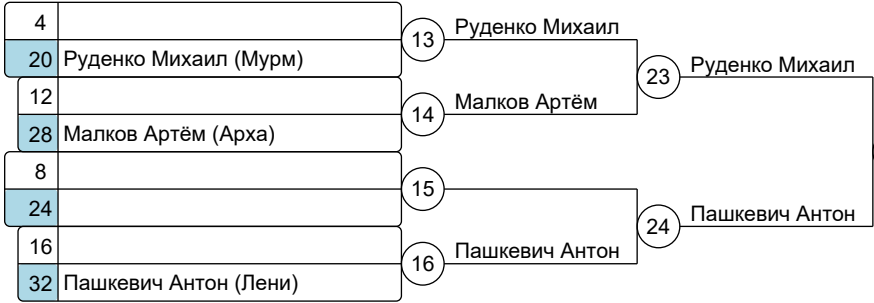 4
20 Руденко Михаил (Мурм)
13
Руденко Михаил
12
28 Малков Артём (Арха)
14
Малков Артём
23
Руденко Михаил
8
24
15
16
32 Пашкевич Антон (Лени)
16
Пашкевич Антон
24
Пашкевич Антон